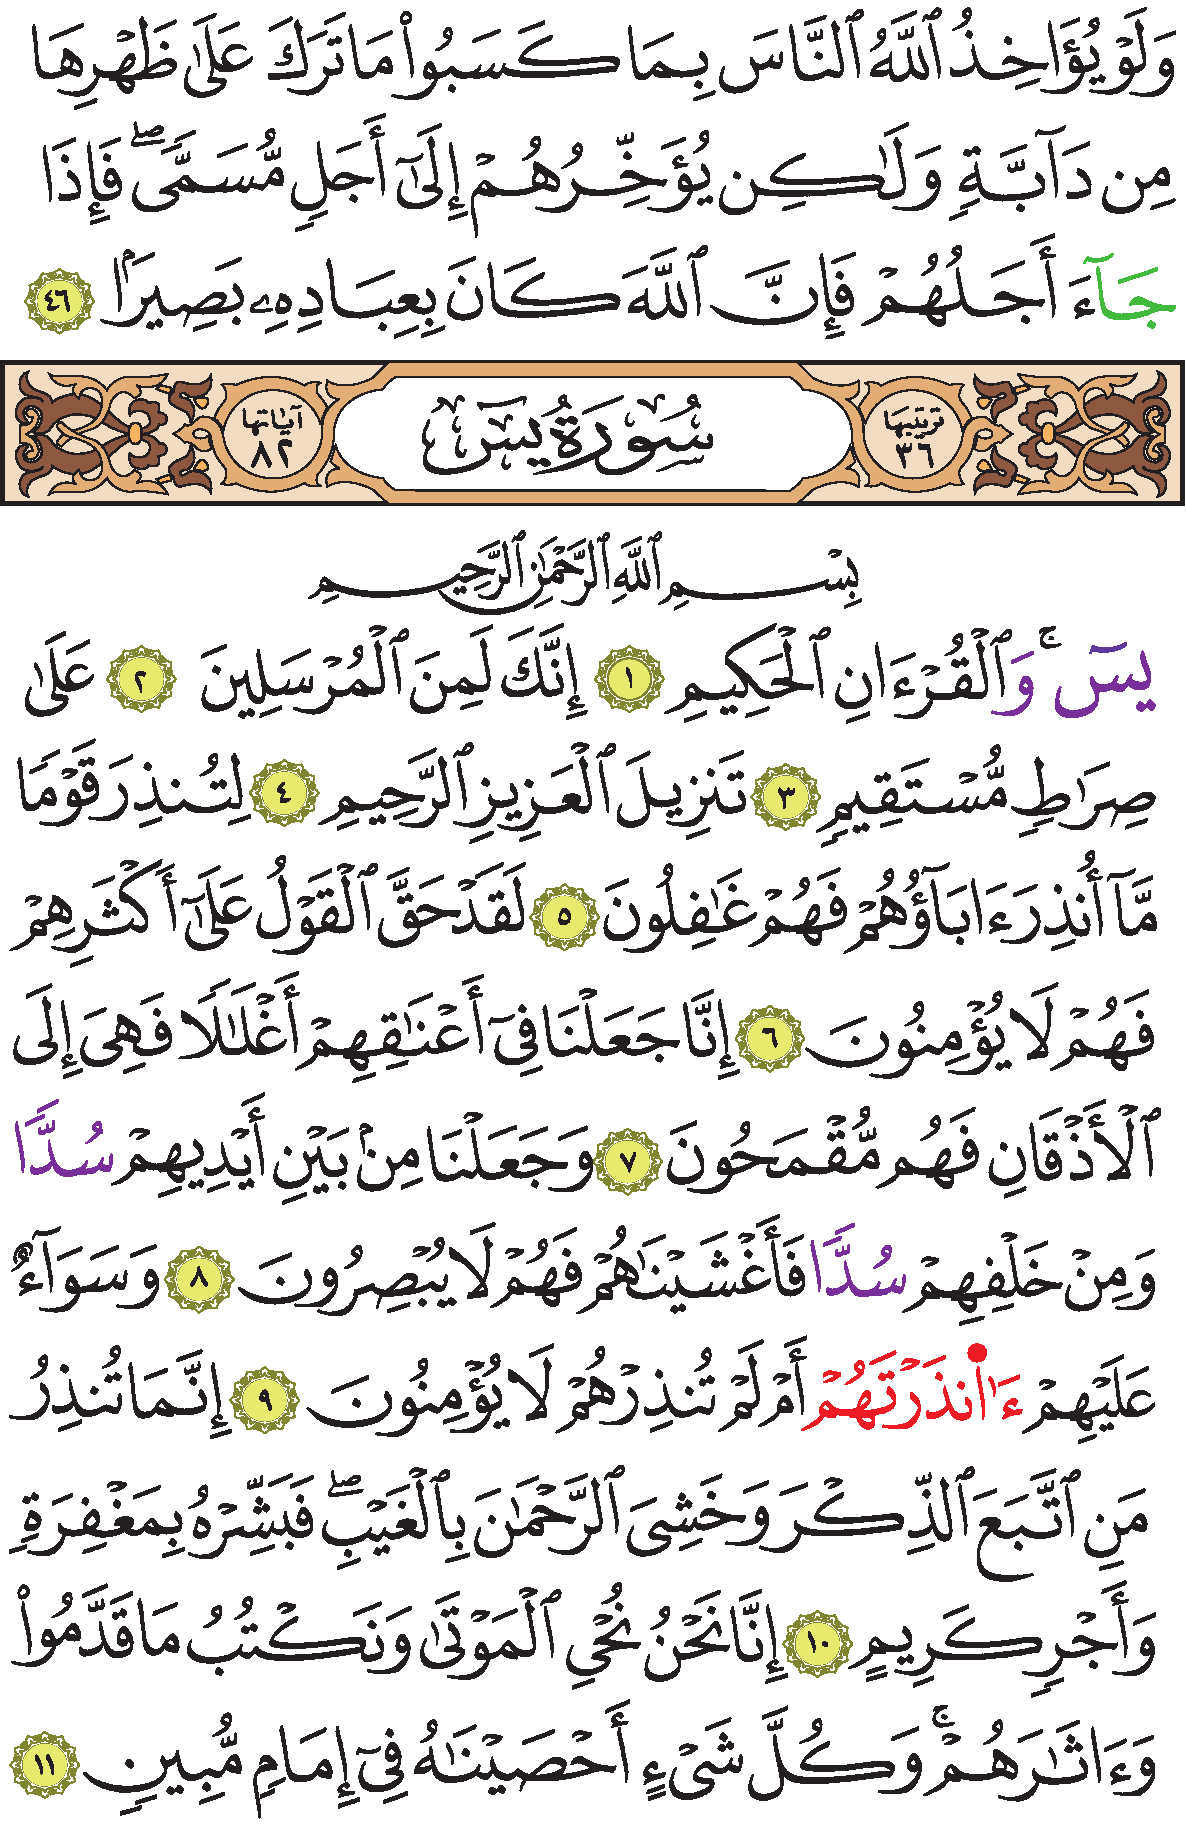 وَلَوْ يُؤَاخِذُ ٱللَّهُ ٱلنَّاسَ بِمَا كَسَبُوا۟ مَا تَرَكَ عَلَىٰ ظَهْرِهَا
مِن دَآبَّةٍ وَلَٰكِن يُؤَخِّرُهُمْ إِلَىٰٓ أَجَلٍ مُّسَمًّى ۖ فَإِذَا
جَآءَ أَجَلُهُمْ فَإِنَّ ٱللَّهَ كَانَ بِعِبَادِهِۦ بَصِيرًۢا ٤٦
ترتيبها ٣٦ سُورَةُ يسٓ آياتها ٨٢
بِسْمِ ٱللَّهِ ٱلرَّحْمَٰنِ ٱلرَّحِيمِ
يسٓ ۚ وَٱلْقُرْءَانِ ٱلْحَكِيمِ ١ إِنَّكَ لَمِنَ ٱلْمُرْسَلِينَ ٢ عَلَىٰ
صِرَٰطٍ مُّسْتَقِيمٍ ٣ تَنزِيلَ ٱلْعَزِيزِ ٱلرَّحِيمِ ٤ لِتُنذِرَ قَوْمًا
مَّآ أُنذِرَ ءَابَآؤُهُمْ فَهُمْ غَٰفِلُونَ ٥ لَقَدْ حَقَّ ٱلْقَوْلُ عَلَىٰٓ أَكْثَرِهِمْ
فَهُمْ لَا يُؤْمِنُونَ ٦ إِنَّا جَعَلْنَا فِىٓ أَعْنَٰقِهِمْ أَغْلَٰلًا فَهِىَ إِلَى
ٱلْأَذْقَانِ فَهُم مُّقْمَحُونَ ٧ وَجَعَلْنَا مِنۢ بَيْنِ أَيْدِيهِمْ سُدًّا
وَمِنْ خَلْفِهِمْ سُدًّا فَأَغْشَيْنَٰهُمْ فَهُمْ لَا يُبْصِرُونَ ٨ وَسَوَآءٌ
عَلَيْهِمْ ءَا۬نذَرْتَهُمْ أَمْ لَمْ تُنذِرْهُمْ لَا يُؤْمِنُونَ ٩ إِنَّمَا تُنذِرُ
مَنِ ٱتَّبَعَ ٱلذِّكْرَ وَخَشِىَ ٱلرَّحْمَٰنَ بِٱلْغَيْبِ ۖ فَبَشِّرْهُ بِمَغْفِرَةٍ
وَأَجْرٍ كَرِيمٍ ١٠ إِنَّا نَحْنُ نُحْىِ ٱلْمَوْتَىٰ وَنَكْتُبُ مَا قَدَّمُوا۟
وَءَاثَٰرَهُمْ ۚ وَكُلَّ شَىْءٍ أَحْصَيْنَٰهُ فِىٓ إِمَامٍ مُّبِينٍ ١١